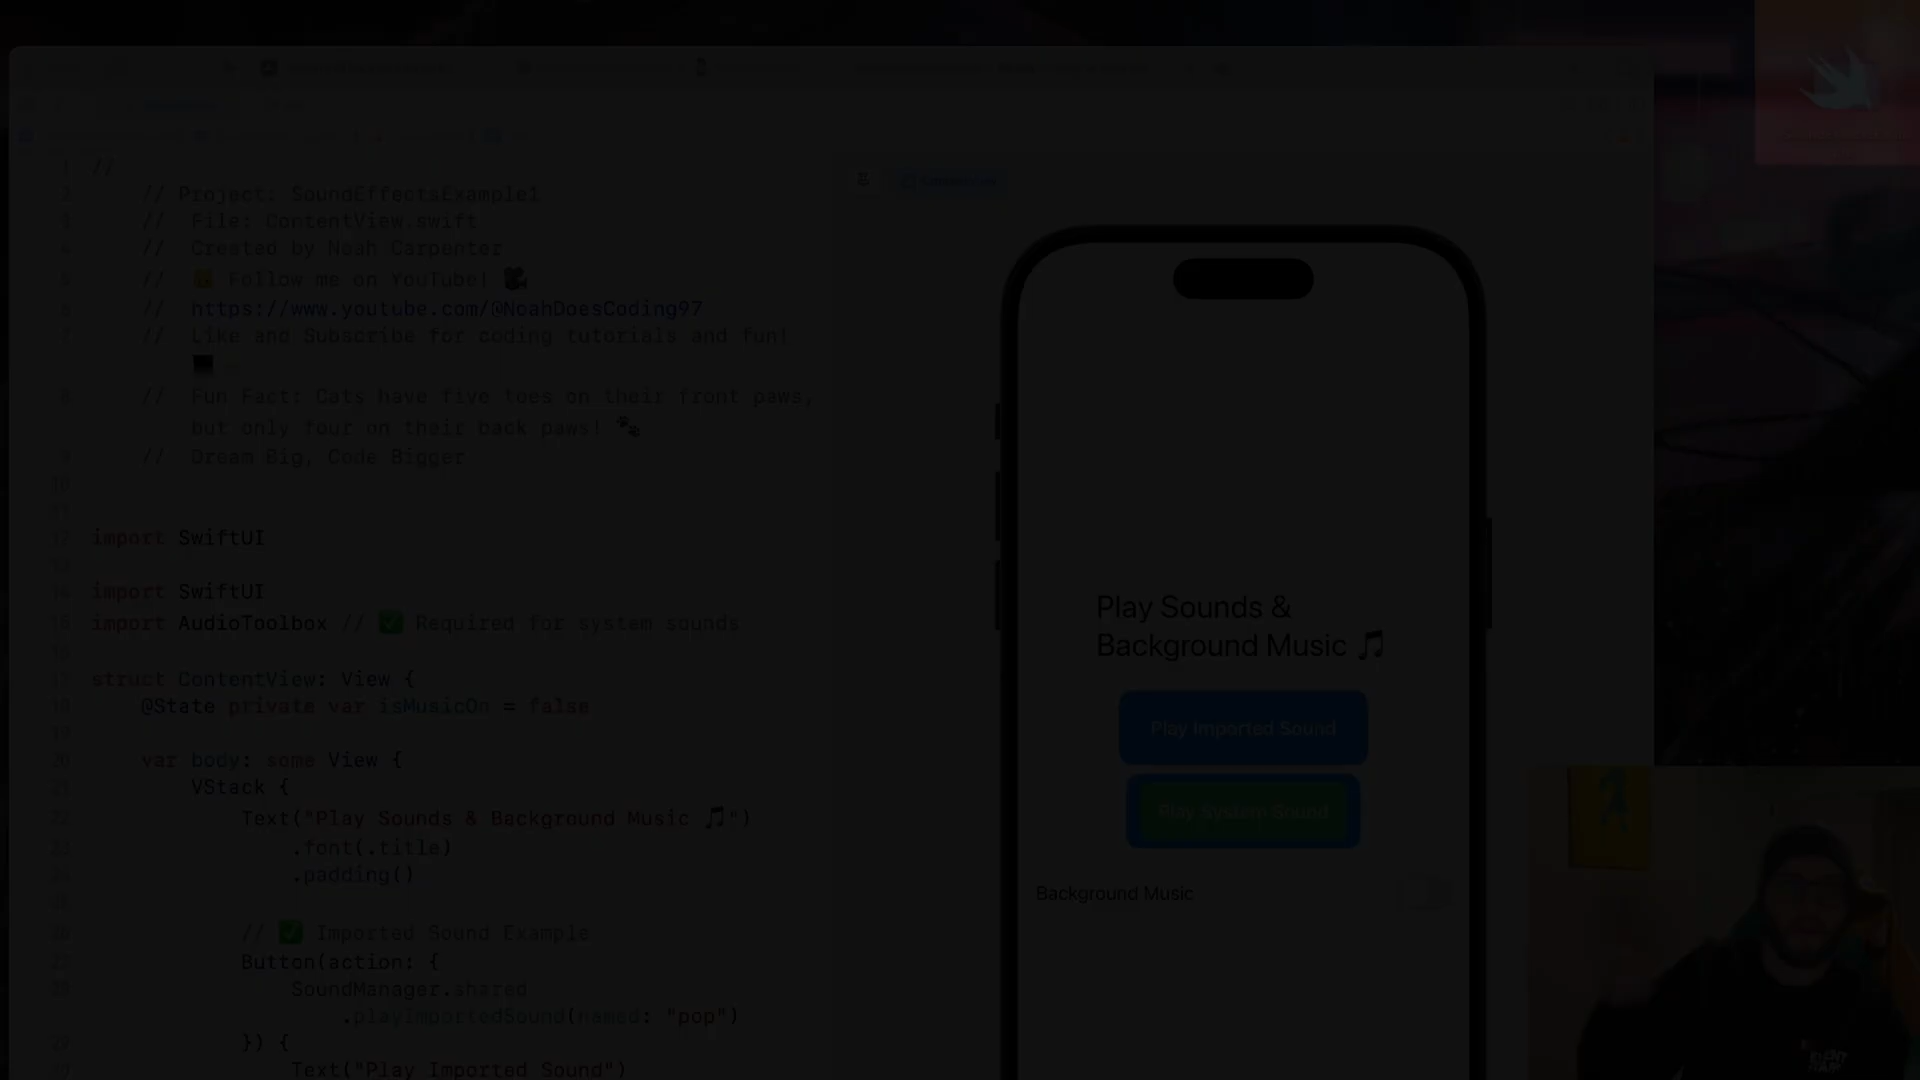 //
// Project: SoundEffectsExample1
// File: ContentView.swift
// Created by Noah Carpenter
// Follow me on YouTube!
// https://www.youtube.com/@NoahDoesCoding97
// Like and Subscribe for coding tutorials and fun!
// Fun Fact: Cats have five toes on their front paws,
but only four on their back paws! 🐾
// Dream Big, Code Bigger
import SwiftUI
import SwiftUI
import AudioToolbox // ✅ Required for system sounds
struct ContentView: View {
@State private var isMusicOn = false
var body: some View {
VStack {
Text("Play Sounds & Background Music 🎵")
.font(.title)
.padding()
// ✅ Imported Sound Example
Button(action: {
SoundManager.shared
.playImportedSound(named: "pop")
}) {
Text("Play Imported Sound")
Play Sounds &
Background Music 🎵
Play Imported Sound
Play System Sound
Background Music